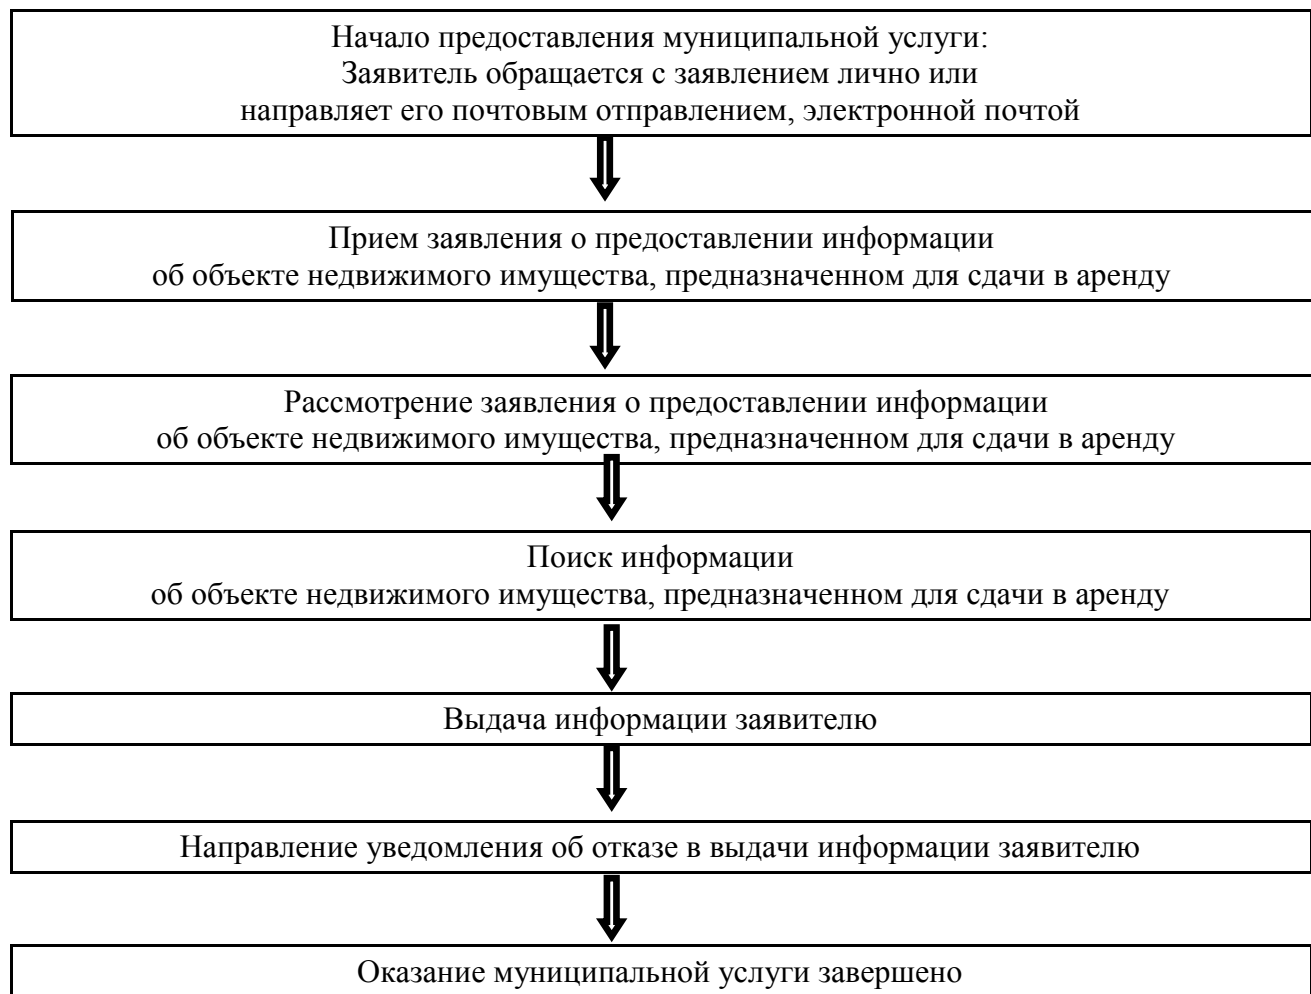 Начало предоставления муниципальной услуги:
Заявитель обращается с заявлением лично или
направляет его почтовым отправлением, электронной почтой
Прием заявления о предоставлении информации
об объекте недвижимого имущества, предназначенном для сдачи в аренду
Рассмотрение заявления о предоставлении информации
об объекте недвижимого имущества, предназначенном для сдачи в аренду
Поиск информации
об объекте недвижимого имущества, предназначенном для сдачи в аренду
Выдача информации заявителю
Направление уведомления об отказе в выдачи информации заявителю
Оказание муниципальной услуги завершено